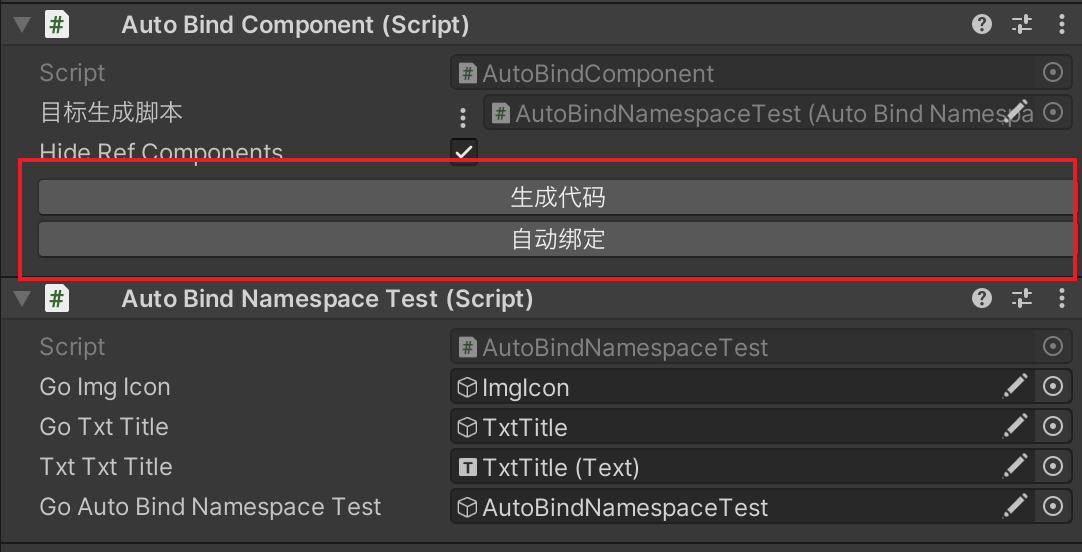 Auto Bind Component (Script)
Script
AutoBindComponent
目标生成脚本
AutoBindNamespaceTest (Auto Bind Namespa
Hide Ref Components
生成代码
自动绑定
Auto Bind Namespace Test (Script)
Script
AutoBindNamespaceTest
Go Img Icon
ImgIcon
Go Txt Title
TxtTitle
Txt Txt Title
TxtTitle (Text)
Go Auto Bind Namespace Test
AutoBindNamespaceTest